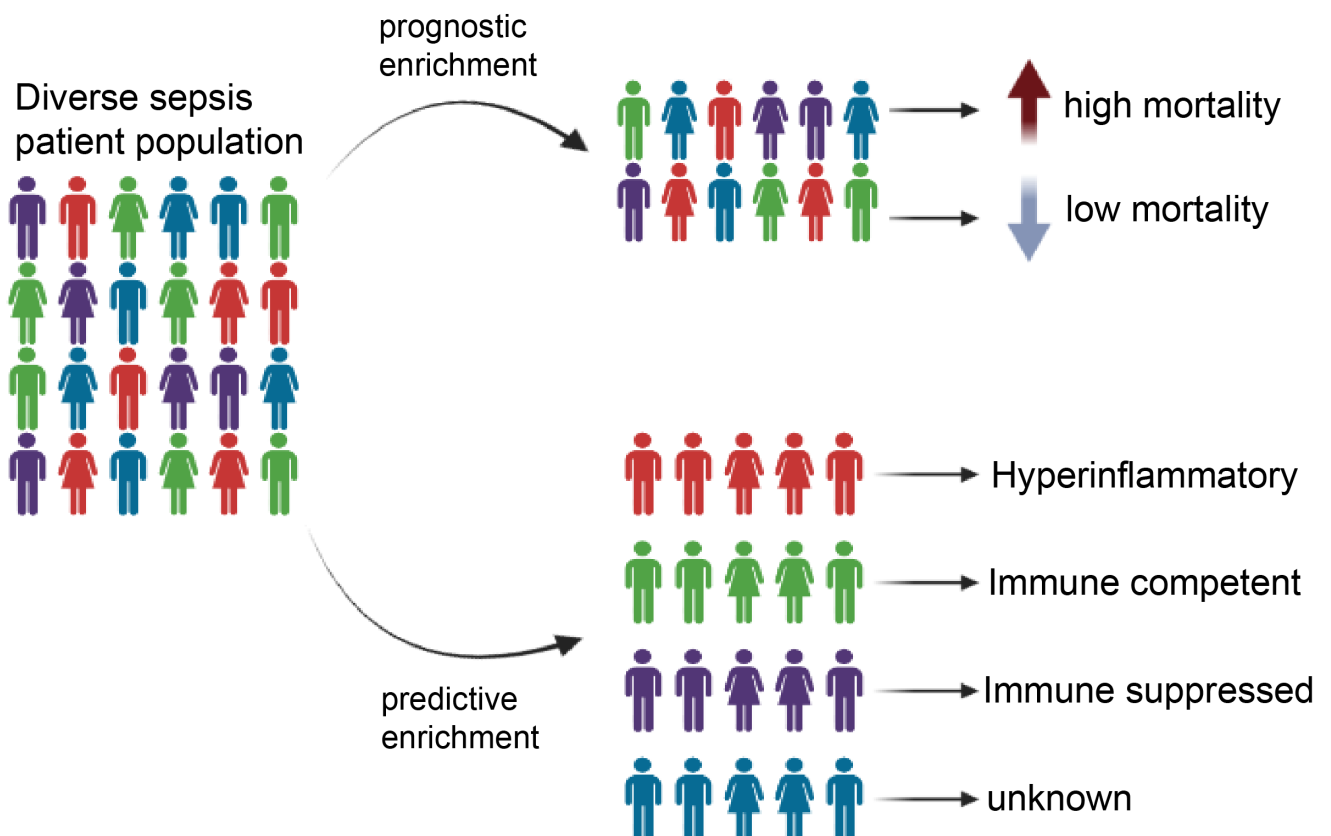 prognostic
enrichment
Diverse sepsis
patient population
high mortality
low mortality
Hyperinflammatory
Immune competent
Immune suppressed
predictive
enrichment
unknown